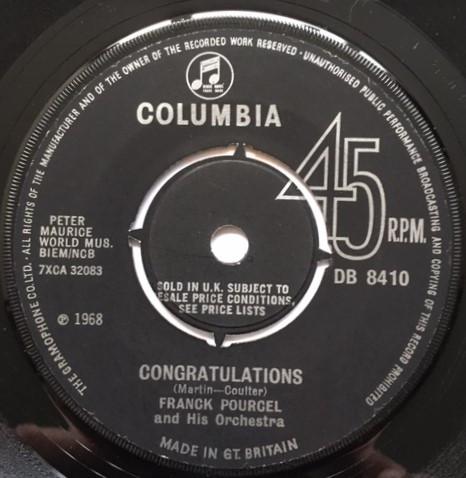 THE GRAMOPHONE CO. LTD. · ALL RIGHTS OF THE MANUFACTURER AND OF THE OWNER OF THE RECORDED WORK RESERVED · UNAUTHORISED PUBLIC PERFORMANCE BROADCASTING AND COPYING OF THIS RECORD PROHIBITED
COLUMBIA
45 R.P.M.
PETER
MAURICE
WORLD MUS.
BIEM/NCB
7XCA 32083
DB 8410
℗ 1968
SOLD IN U.K. SUBJECT TO
RESALE PRICE CONDITIONS,
SEE PRICE LISTS
CONGRATULATIONS
(Martin—Coulter)
FRANCK POURCEL
and His Orchestra
MADE IN GT. BRITAIN